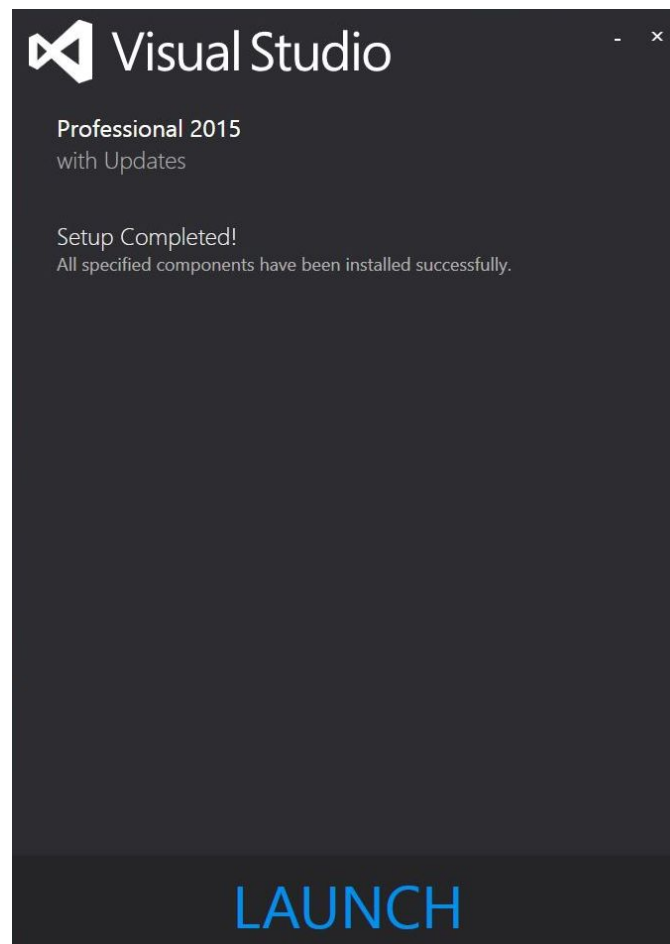 Visual Studio
Professional 2015
with Updates
Setup Completed!
All specified components have been installed successfully.
LAUNCH